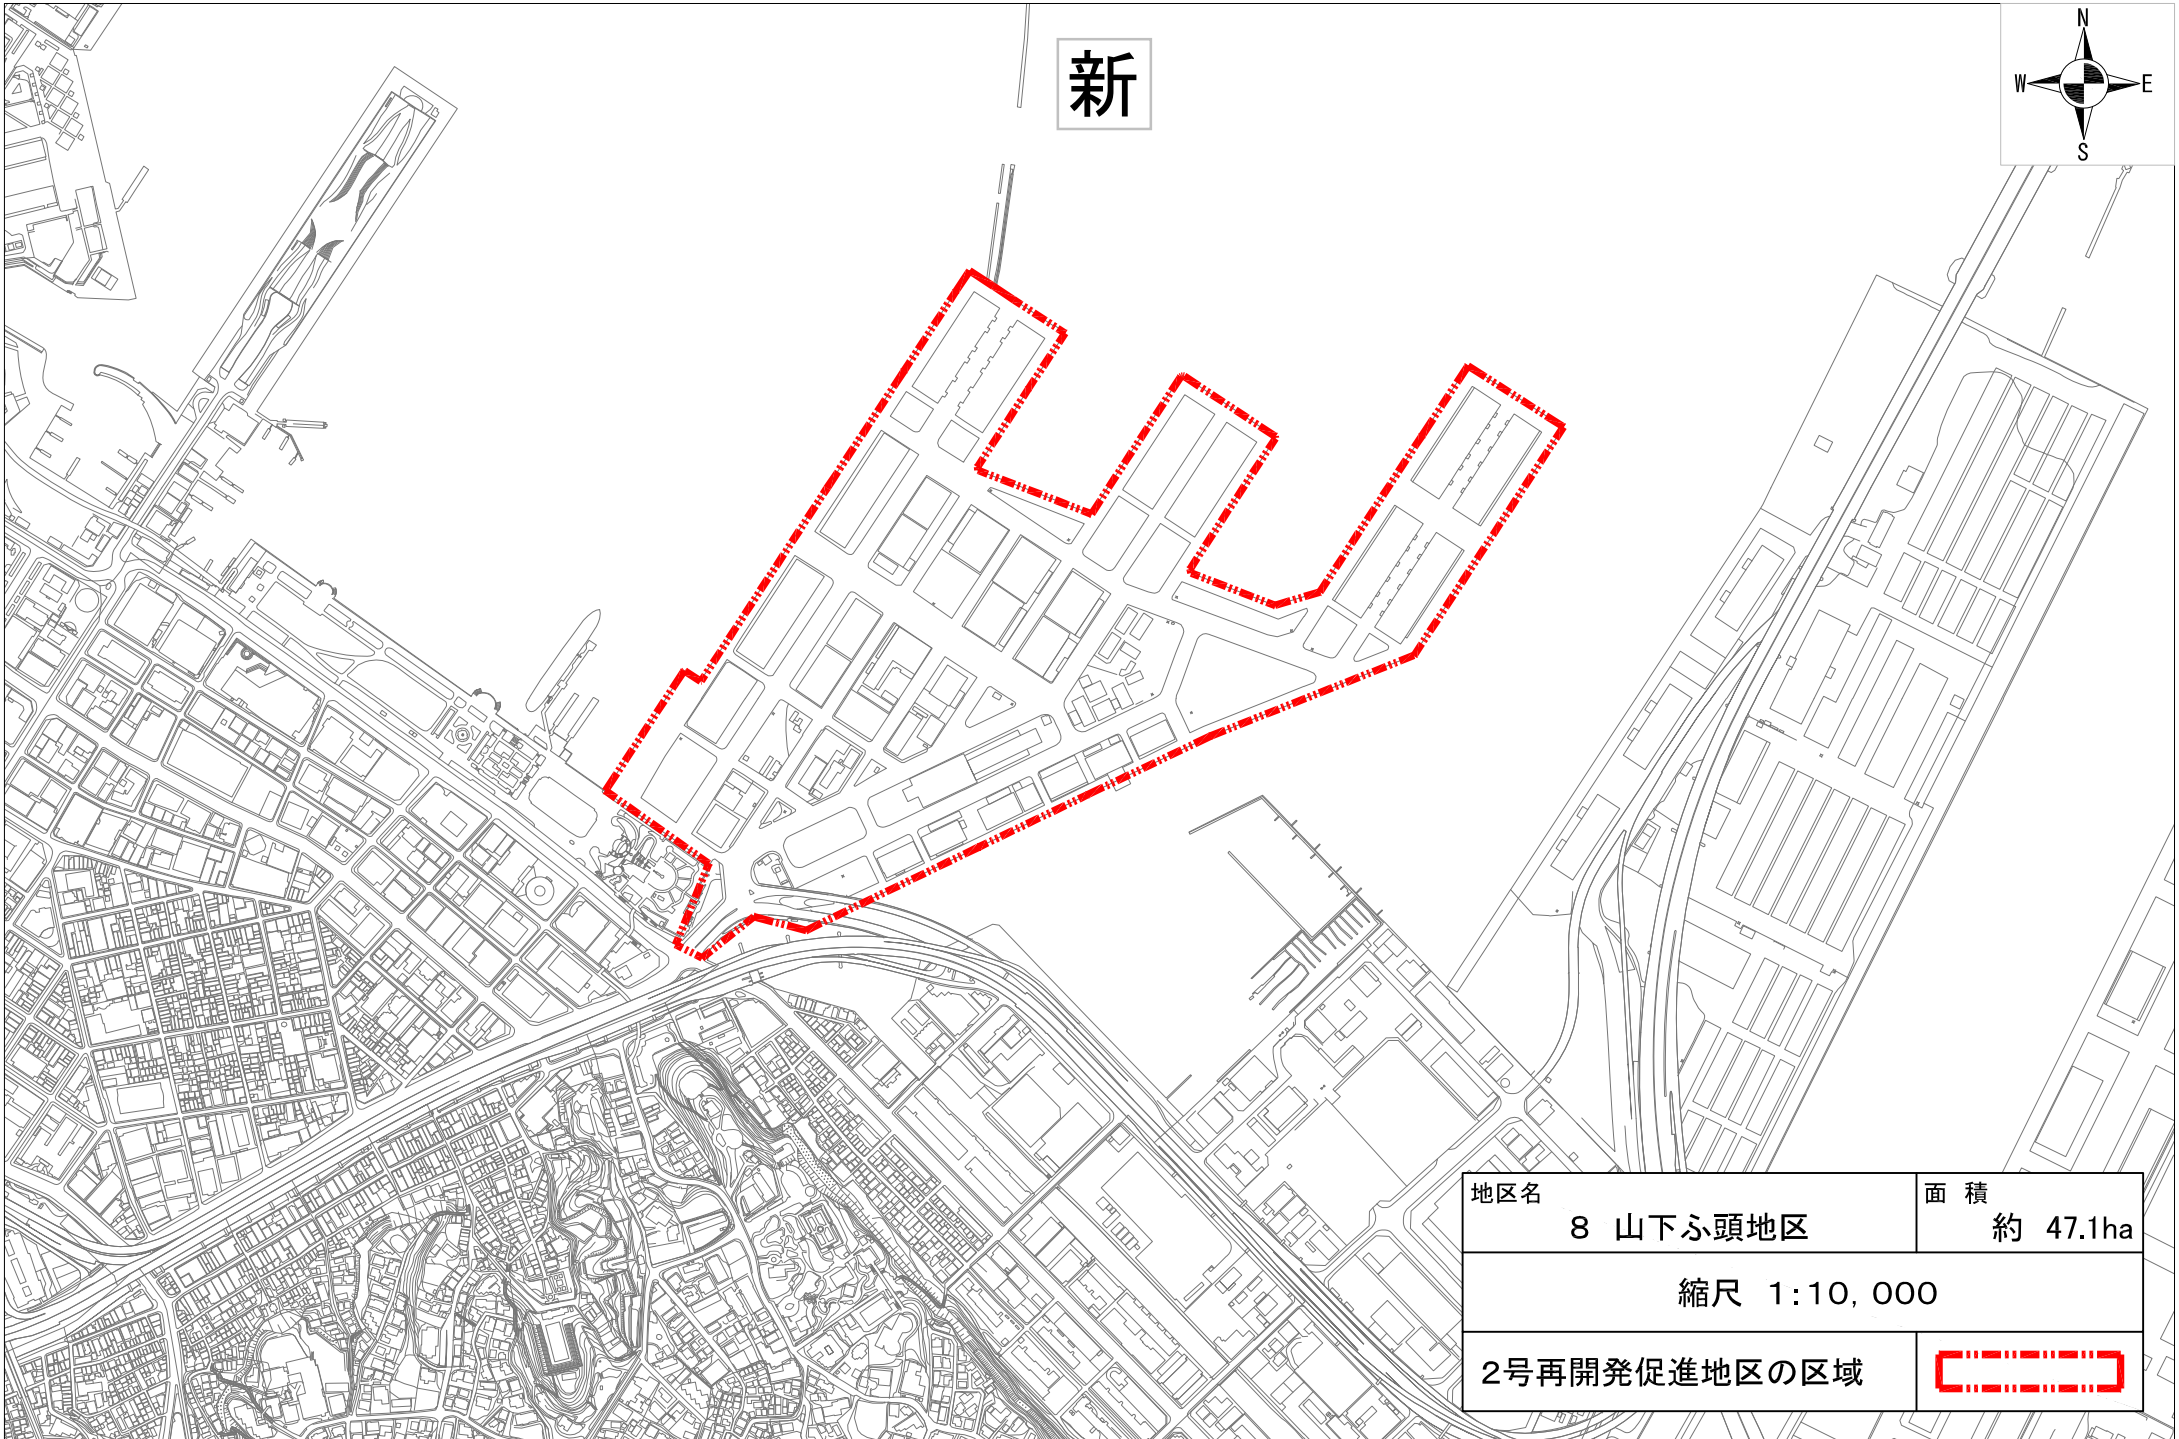 新
N
W E
S
地区名
8 山下ふ頭地区
面 積
約 47.1ha
縮尺 1:10,000
2号再開発促進地区の区域